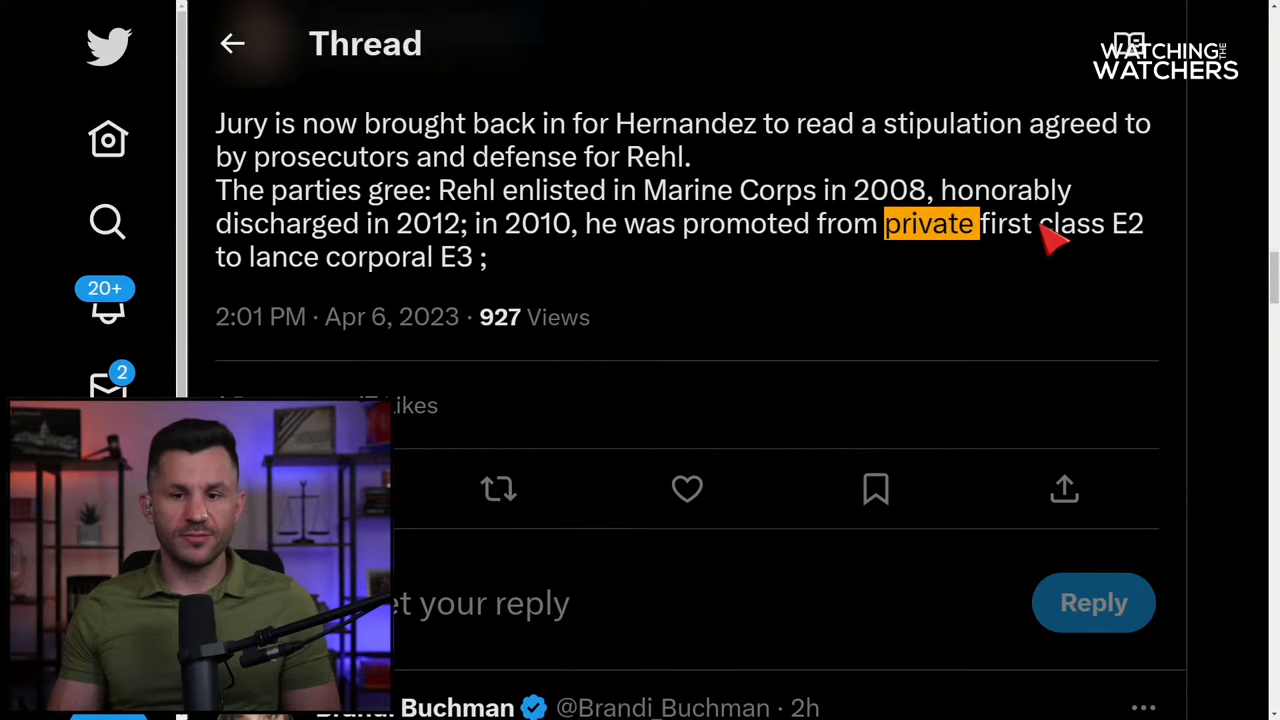 Thread
WATCHING THE
WATCHERS
Jury is now brought back in for Hernandez to read a stipulation agreed to
by prosecutors and defense for Rehl.
The parties gree: Rehl enlisted in Marine Corps in 2008, honorably
discharged in 2012; in 2010, he was promoted from private first class E2
to lance corporal E3 ;
20+
2:01 PM · Apr 6, 2023 · 927 Views
2
Likes
et your reply
Reply
Brandi Buchman @Brandi_Buchman · 2h